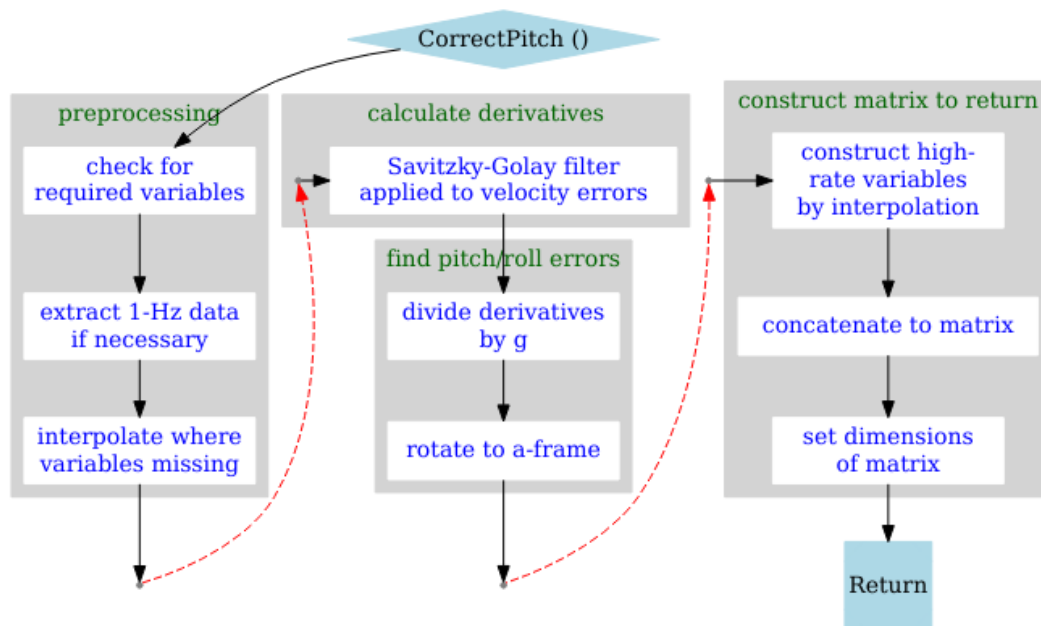 CorrectPitch ()
preprocessing
check for
required variables
extract 1-Hz data
if necessary
interpolate where
variables missing
calculate derivatives
Savitzky-Golay filter
applied to velocity errors
find pitch/roll errors
divide derivatives
by g
rotate to a-frame
construct matrix to return
construct high-
rate variables
by interpolation
concatenate to matrix
set dimensions
of matrix
Return